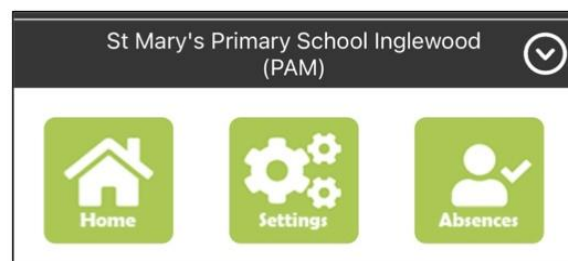 St Mary's Primary School Inglewood
(PAM)
Home
Settings
Absences